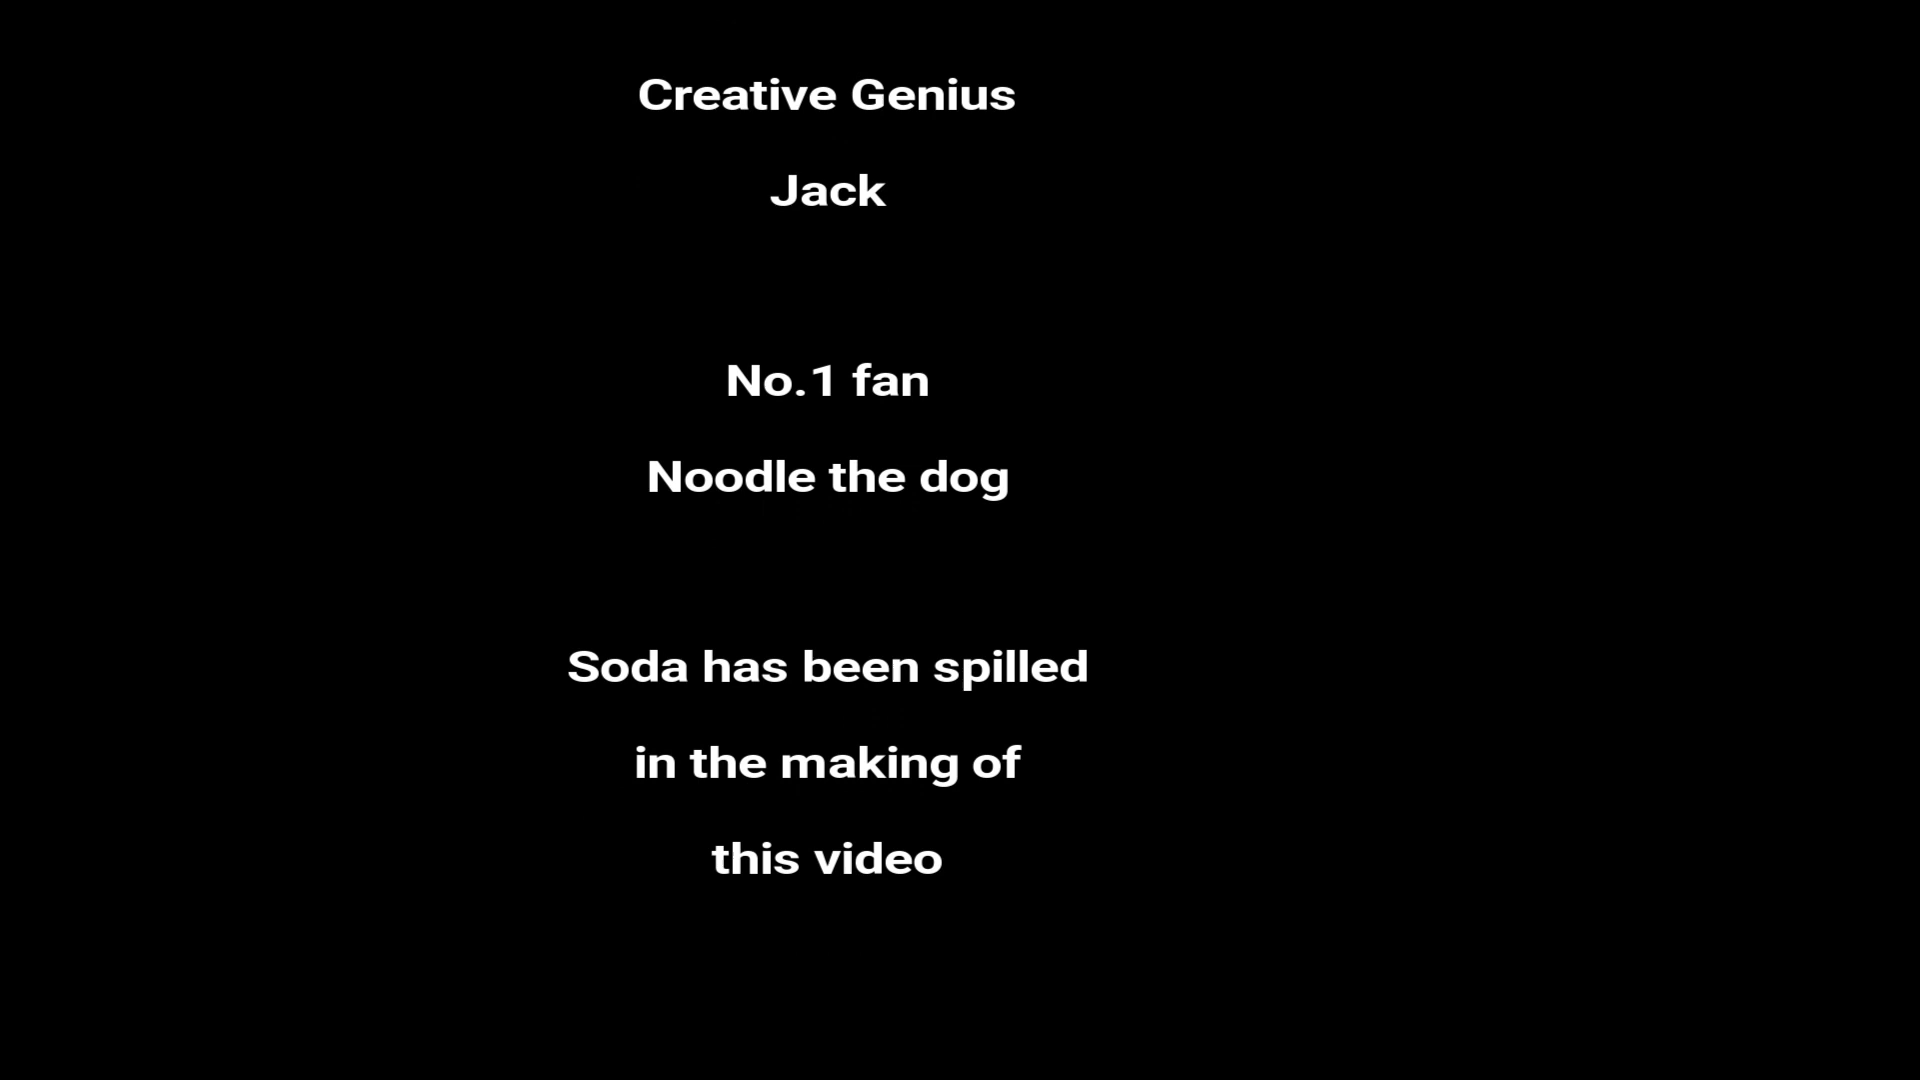 Creative Genius
Jack
No.1 fan
Noodle the dog
Soda has been spilled
in the making of
this video